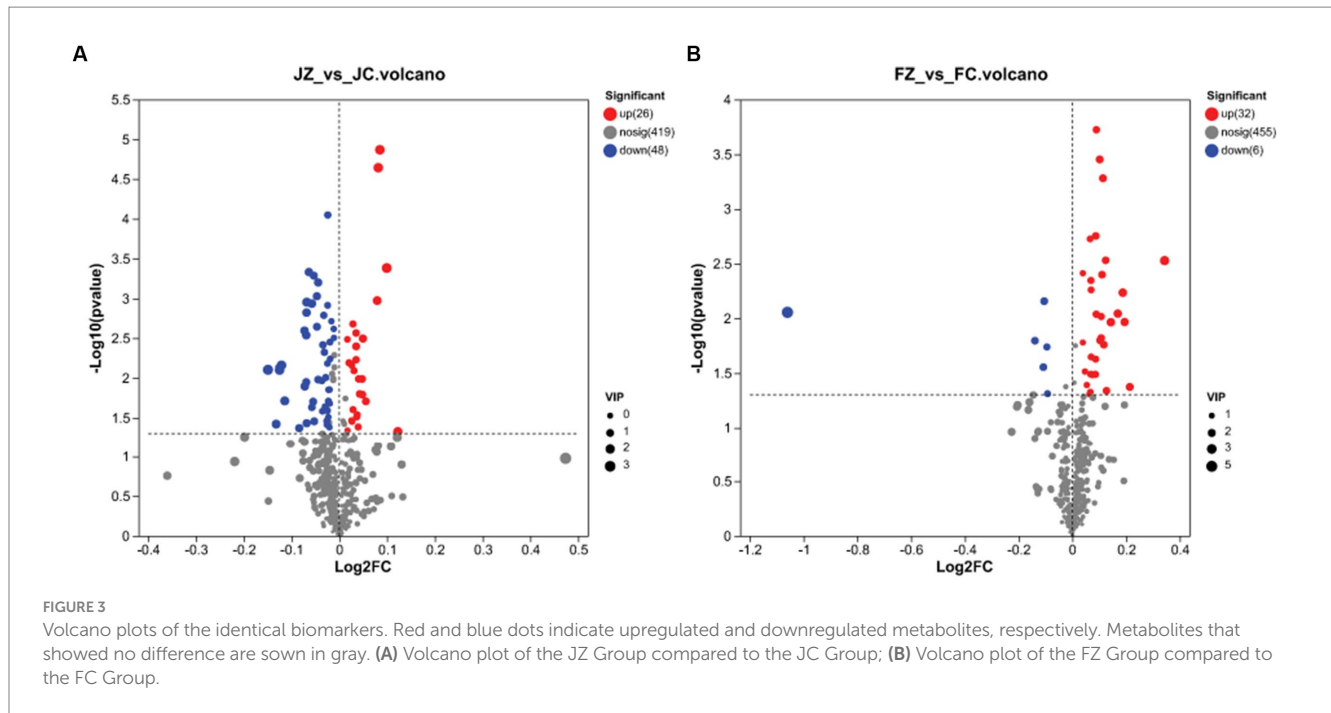 A
JZ_vs_JC.volcano
5.5
5
4.5
4
3.5
3
2.5
2
1.5
1
0.5
0
-Log10(pvalue)
-0.4
-0.3
-0.2
-0.1
0
0.1
0.2
0.3
0.4
0.5
Log2FC
Significant
up(26)
nosig(419)
down(48)
VIP
0
1
2
3
B
FZ_vs_FC.volcano
4
3.5
3
2.5
2
1.5
1
0.5
0
-Log10(pvalue)
-1.2
-1
-0.8
-0.6
-0.4
-0.2
0
0.2
0.4
Log2FC
Significant
up(32)
nosig(455)
down(6)
VIP
1
2
3
5
FIGURE 3
Volcano plots of the identical biomarkers. Red and blue dots indicate upregulated and downregulated metabolites, respectively. Metabolites that
showed no difference are sown in gray. (A) Volcano plot of the JZ Group compared to the JC Group; (B) Volcano plot of the FZ Group compared to
the FC Group.